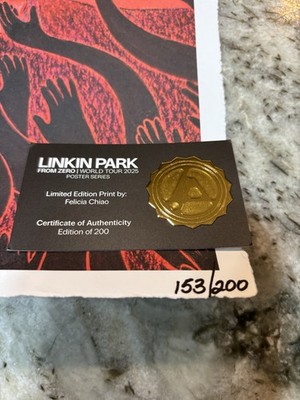 LINKIN PARK
FROM ZERO | WORLD TOUR 2025
POSTER SERIES
Limited Edition Print by:
Felicia Chiao
Certificate of Authenticity
Edition of 200
153/200